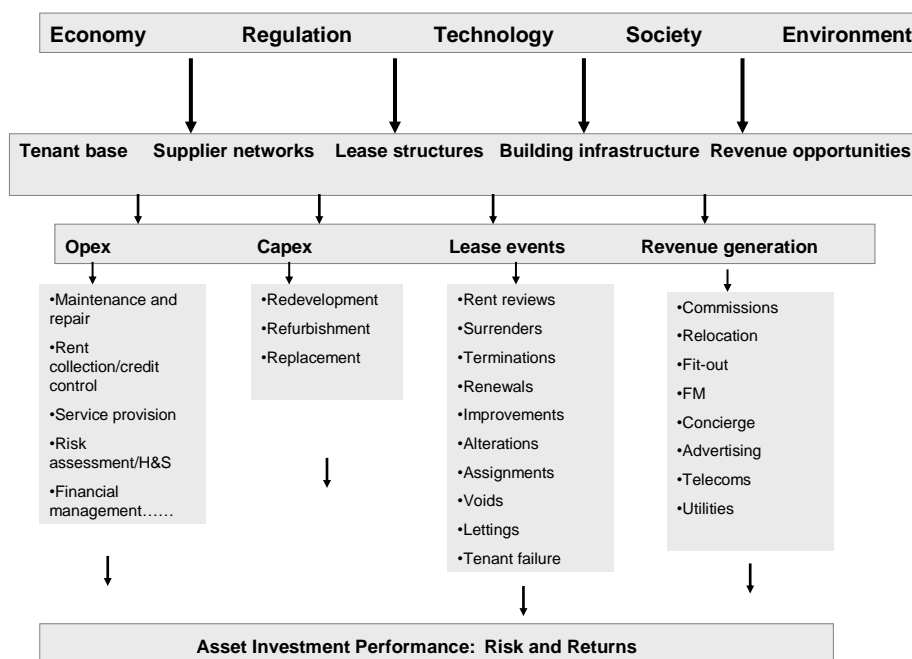 Economy Regulation Technology Society Environment
Tenant base Supplier networks Lease structures Building infrastructure Revenue opportunities
Opex Capex Lease events Revenue generation
•Maintenance and
repair
•Rent
collection/credit
control
•Service provision
•Risk
assessment/H&S
•Financial
management……
•Redevelopment
•Refurbishment
•Replacement
•Rent reviews
•Surrenders
•Terminations
•Renewals
•Improvements
•Alterations
•Assignments
•Voids
•Lettings
•Tenant failure
•Commissions
•Relocation
•Fit-out
•FM
•Concierge
•Advertising
•Telecoms
•Utilities
Asset Investment Performance: Risk and Returns